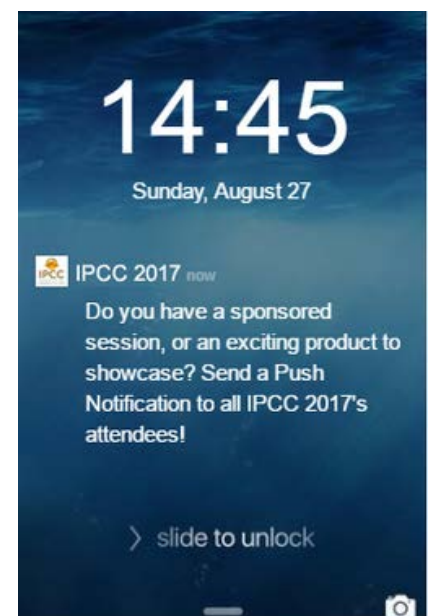 14:45
Sunday, August 27
IPCC
IPCC 2017 now
Do you have a sponsored
session, or an exciting product to
showcase? Send a Push
Notification to all IPCC 2017's
attendees!
slide to unlock